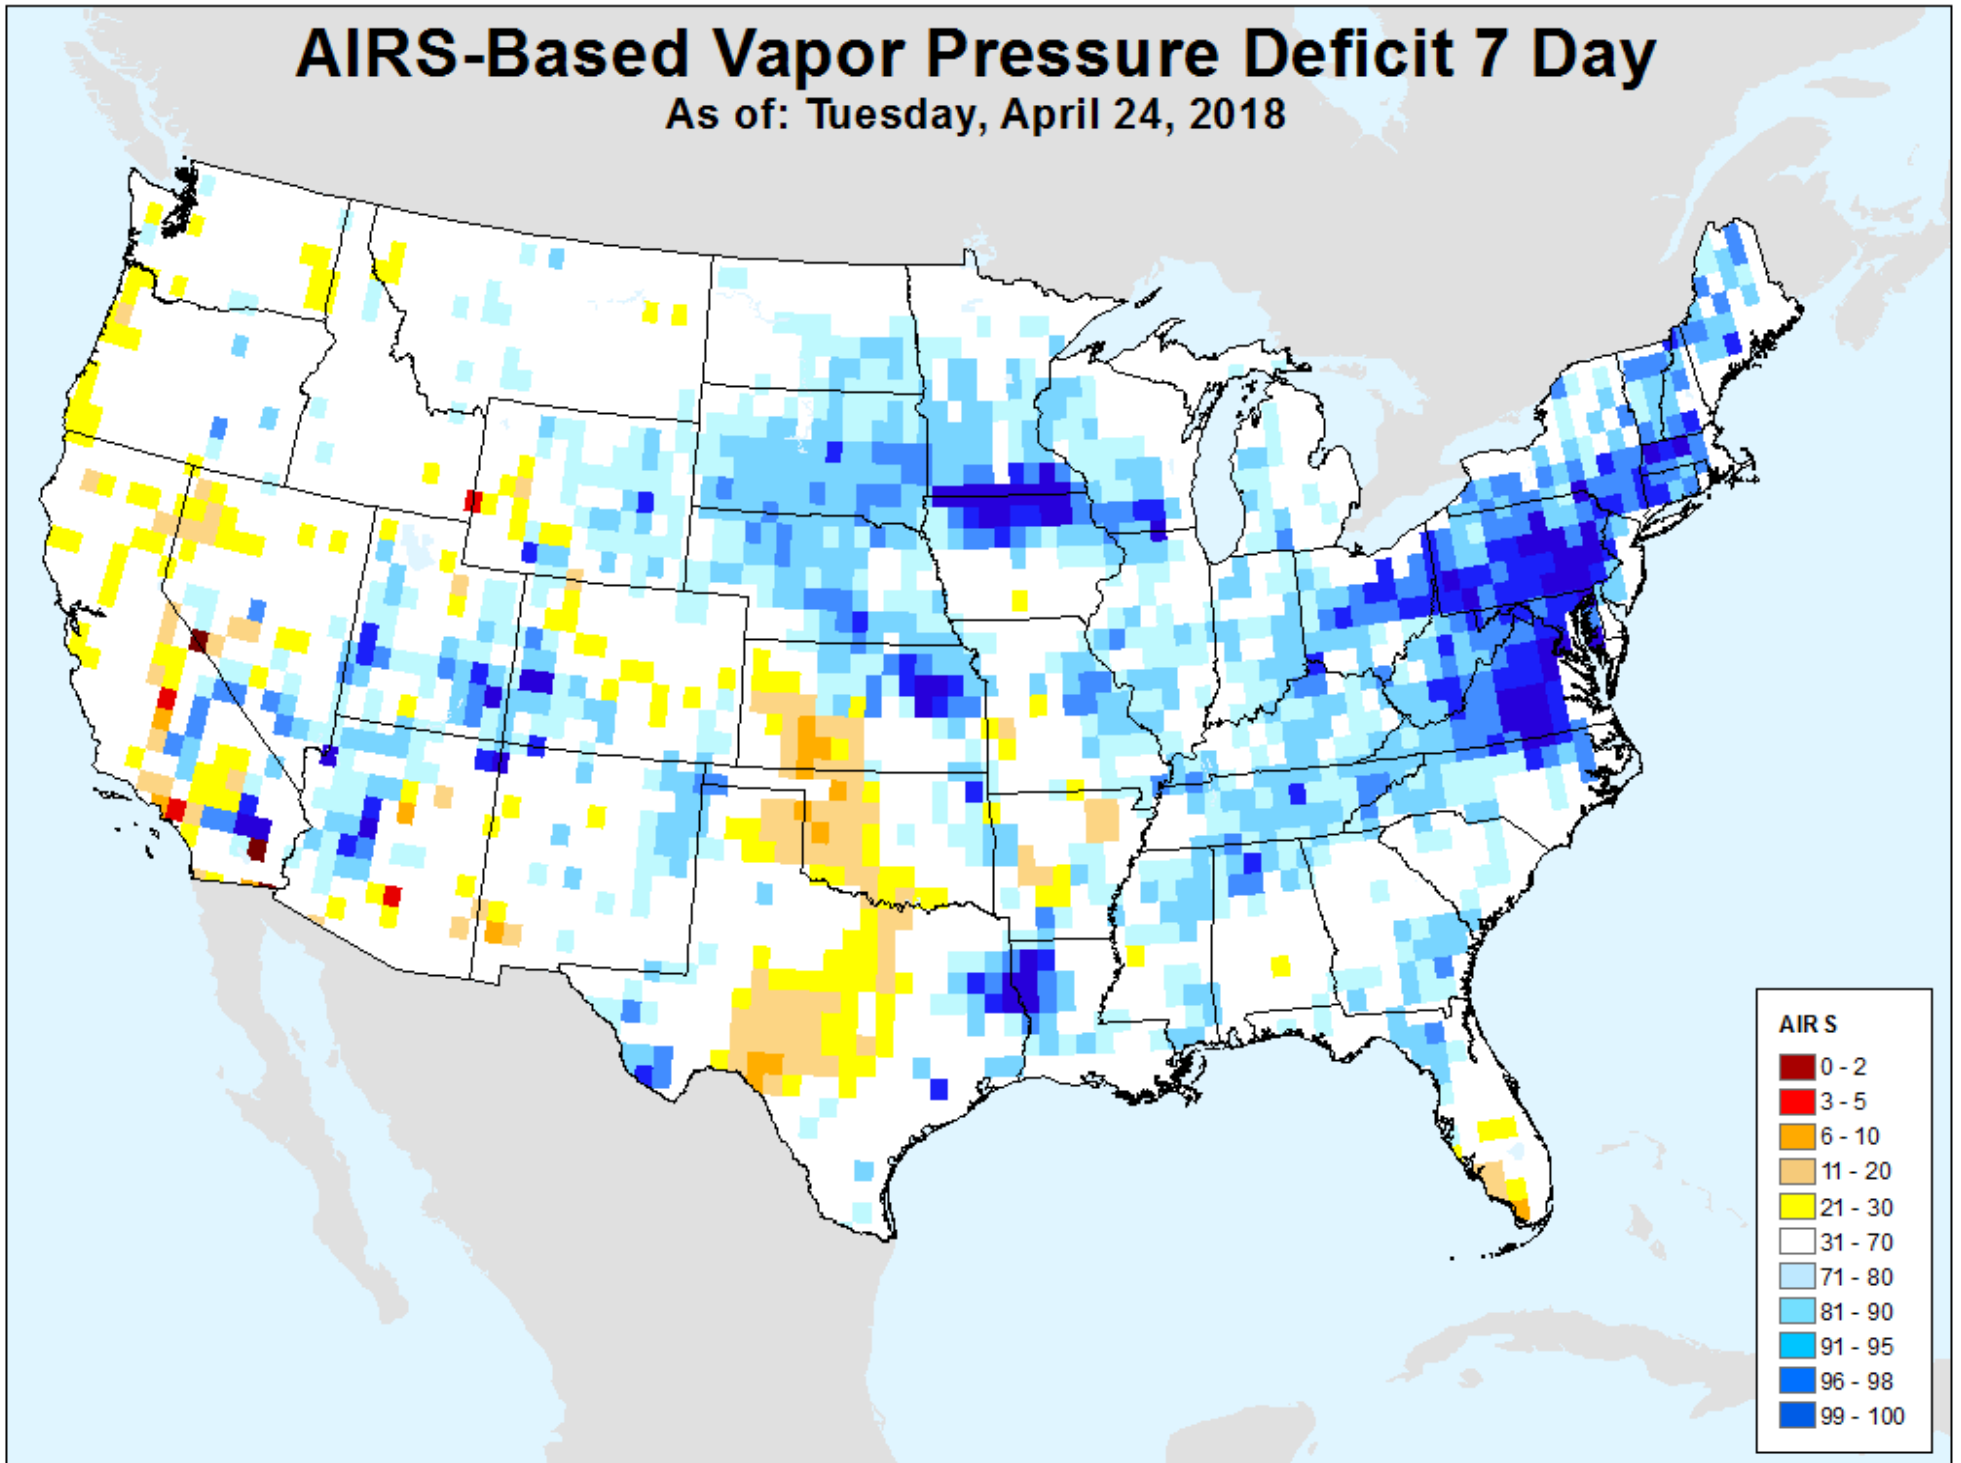 AIRS-Based Vapor Pressure Deficit 7 Day
As of: Tuesday, April 24, 2018
AIRS
0 - 2
3 - 5
6 - 10
11 - 20
21 - 30
31 - 70
71 - 80
81 - 90
91 - 95
96 - 98
99 - 100